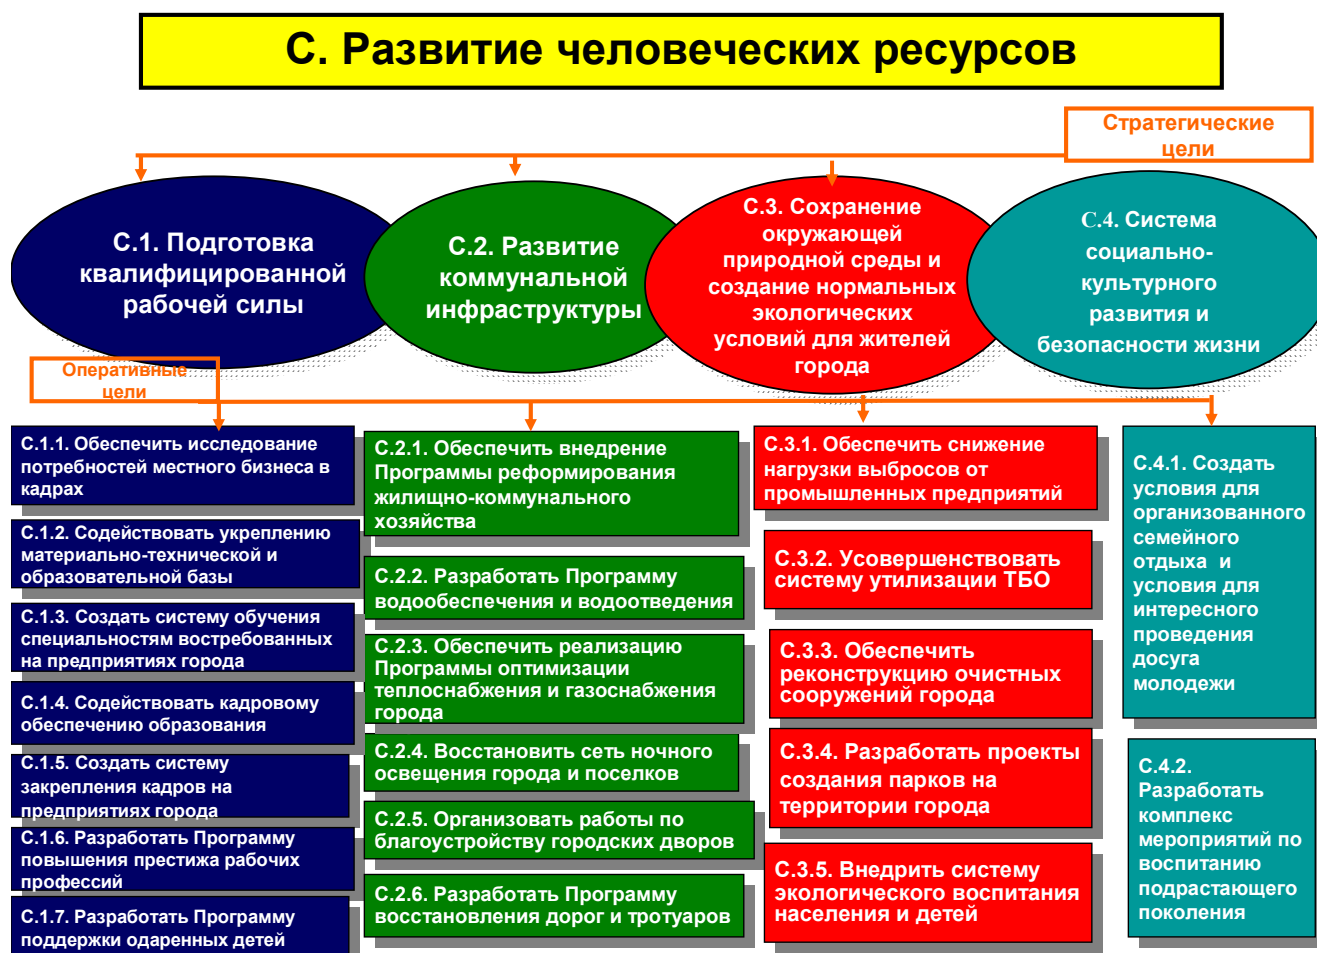 С. Развитие человеческих ресурсов
Стратегические
цели
С.1. Подготовка
квалифицированной
рабочей силы
С.2. Развитие
коммунальной
инфраструктуры
С.3. Сохранение
окружающей
природной среды и
создание нормальных
экологических
условий для жителей
города
С.4. Система
социально-
культурного
развития и
безопасности жизни
Оперативные
цели
С.1.1. Обеспечить исследование
потребностей местного бизнеса в
кадрах
С.1.2. Содействовать укреплению
материально-технической и
образовательной базы
С.1.3. Создать систему обучения
специальностям востребованных
на предприятиях города
С.1.4. Содействовать кадровому
обеспечению образования
С.1.5. Создать систему
закрепления кадров на
предприятиях города
С.1.6. Разработать Программу
повышения престижа рабочих
профессий
С.1.7. Разработать Программу
поддержки одаренных детей
С.2.1. Обеспечить внедрение
Программы реформирования
жилищно-коммунального
хозяйства
С.2.2. Разработать Программу
водообеспечения и водоотведения
С.2.3. Обеспечить реализацию
Программы оптимизации
теплоснабжения и газоснабжения
города
С.2.4. Восстановить сеть ночного
освещения города и поселков
С.2.5. Организовать работы по
благоустройству городских дворов
С.2.6. Разработать Программу
восстановления дорог и тротуаров
С.3.1. Обеспечить снижение
нагрузки выбросов от
промышленных предприятий
С.3.2. Усовершенствовать
систему утилизации ТБО
С.3.3. Обеспечить
реконструкцию очистных
сооружений города
С.3.4. Разработать проекты
создания парков на
территории города
С.3.5. Внедрить систему
экологического воспитания
населения и детей
С.4.1. Создать
условия для
организованного
семейного
отдыха и
условия для
интересного
проведения
досуга
молодежи
С.4.2.
Разработать
комплекс
мероприятий по
воспитанию
подрастающего
поколения